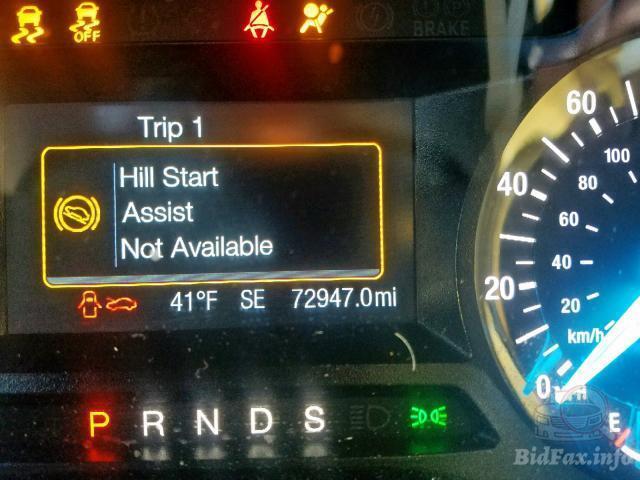 OFF
BRAKE
Trip 1
Hill Start
Assist
Not Available
41°F SE 72947.0mi
P R N D S
60
40
20
0
100
80
60
40
20
km/h
E
BidFax.info